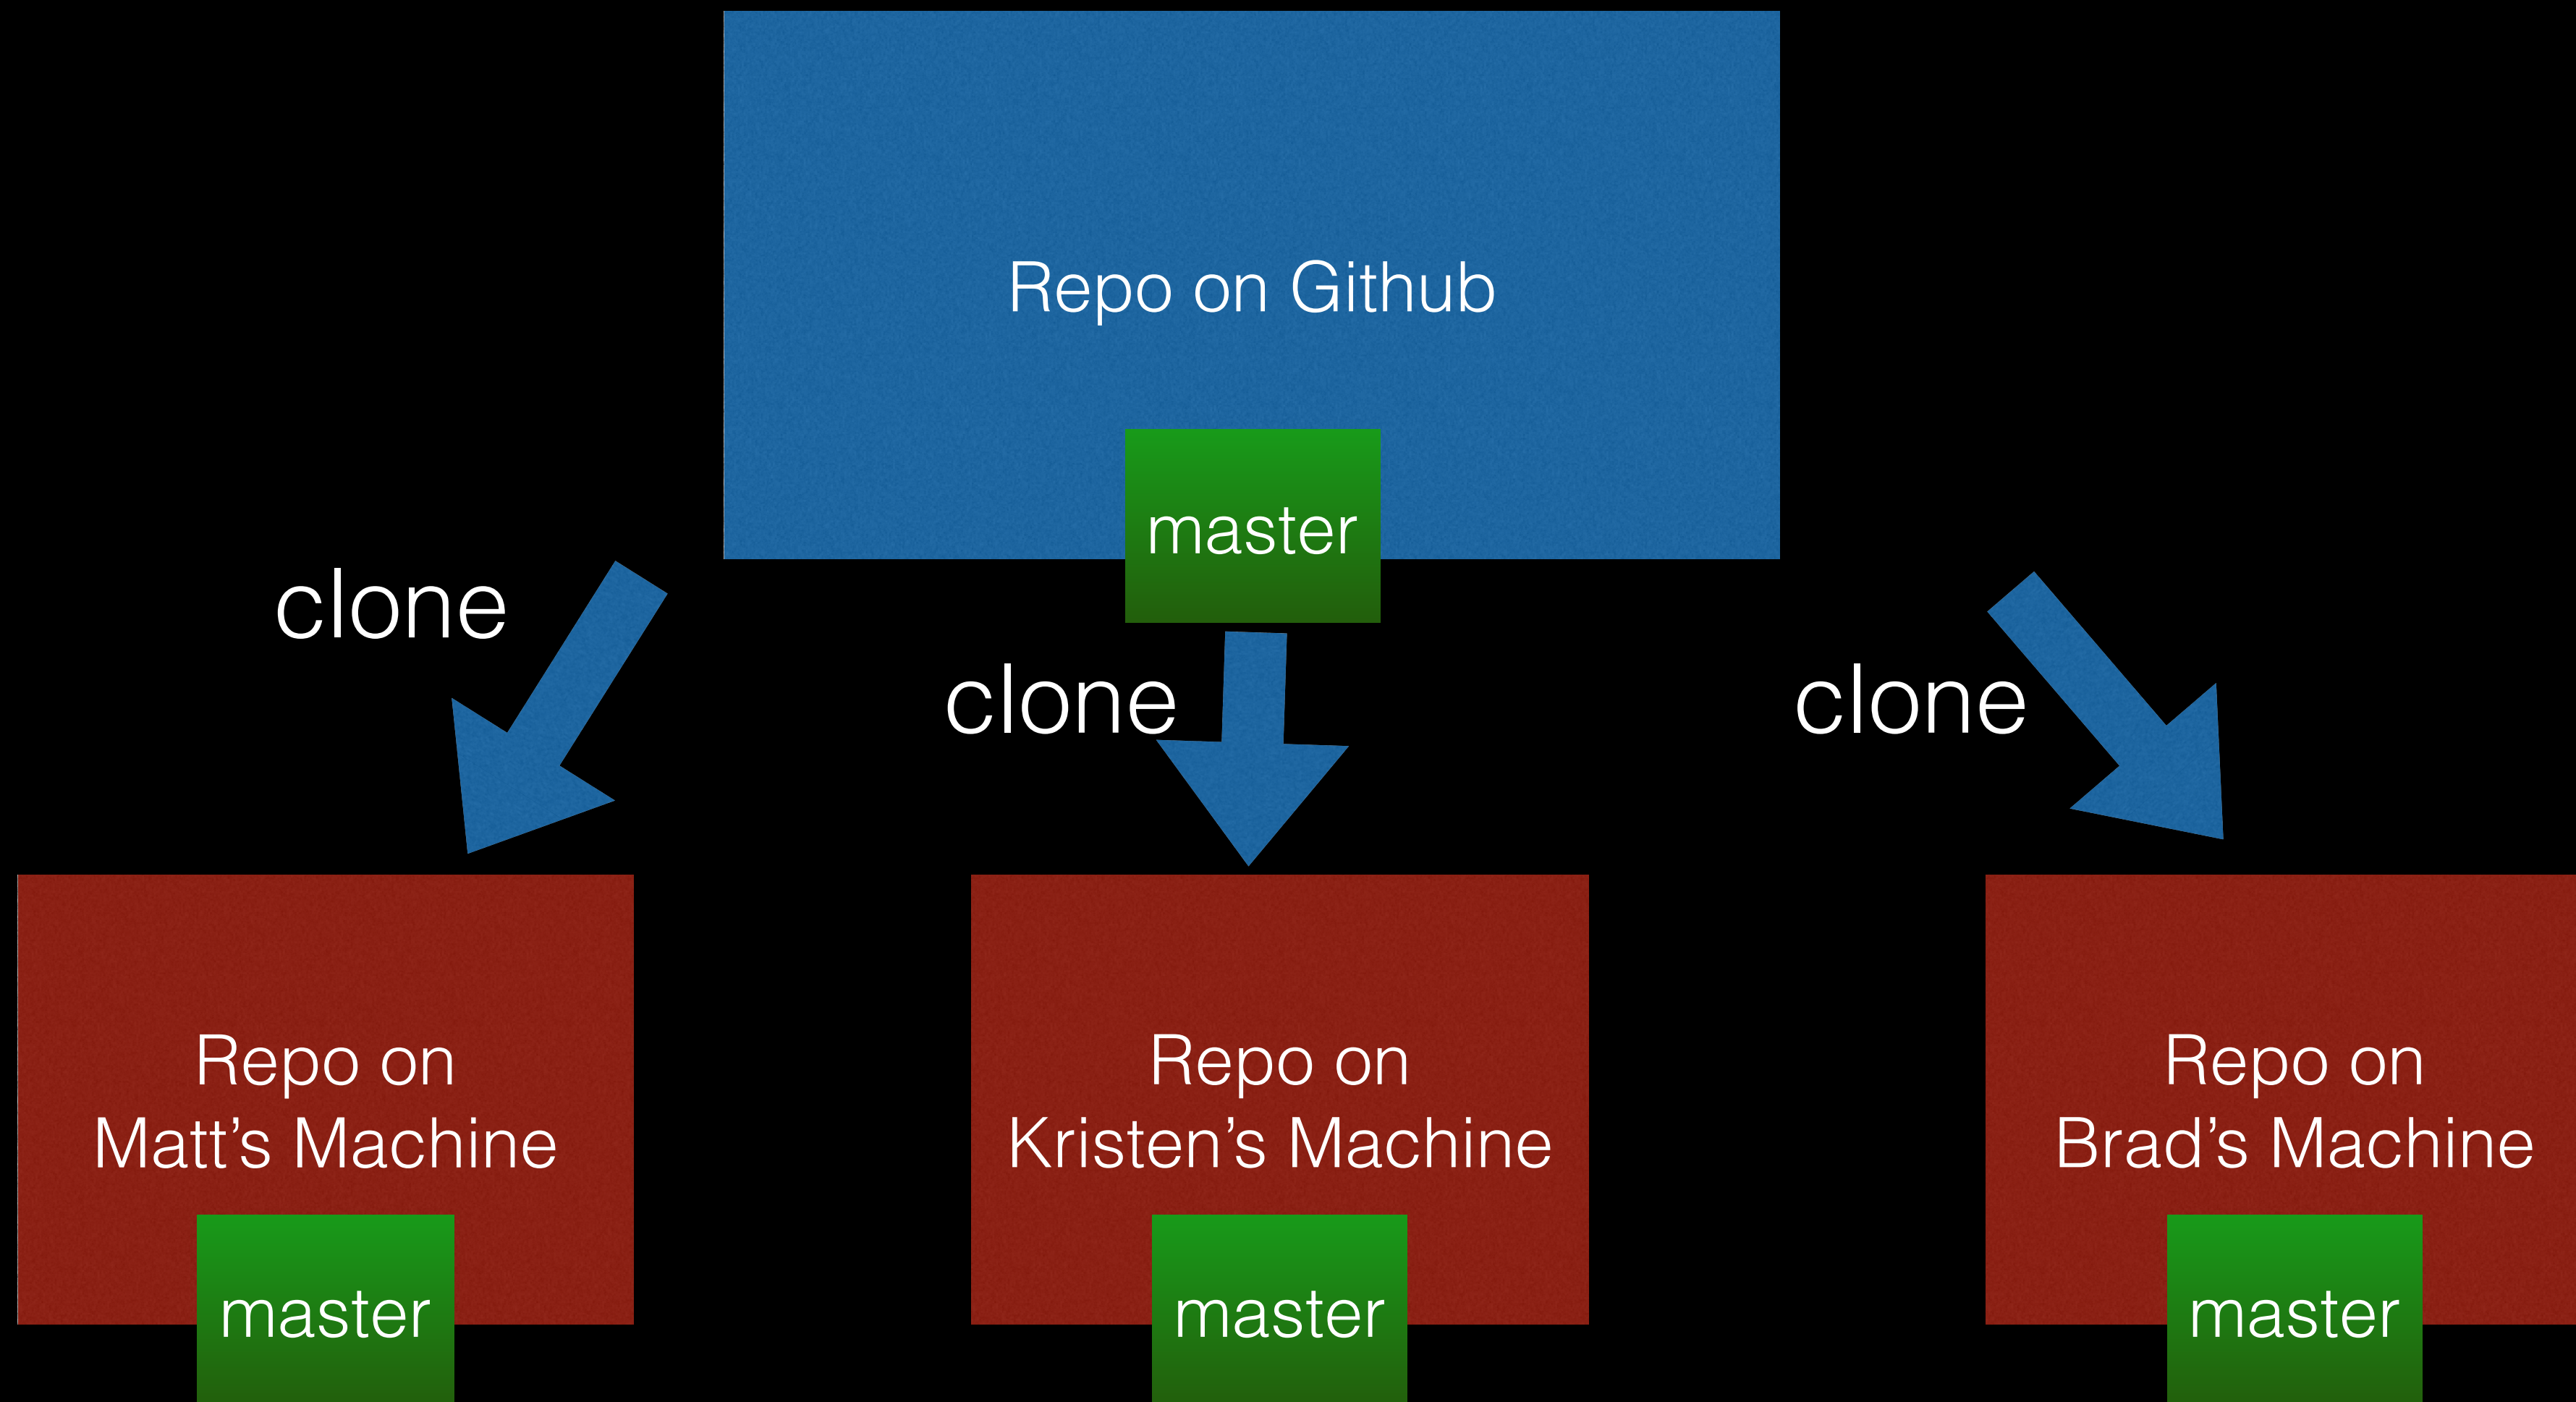 Repo on Github
master
clone
clone
clone
Repo on
Matt’s Machine
master
Repo on
Kristen’s Machine
master
Repo on
Brad’s Machine
master